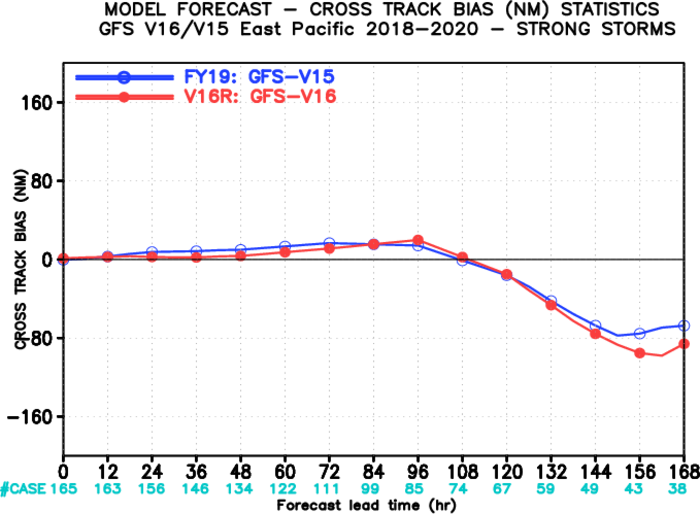 MODEL FORECAST – CROSS TRACK BIAS (NM) STATISTICS
GFS V16/V15 East Pacific 2018–2020 – STRONG STORMS
FY19: GFS–V15
V16R: GFS–V16
CROSS TRACK BIAS (NM)
160
80
0
–80
–160
0 12 24 36 48 60 72 84 96 108 120 132 144 156 168
#CASE 165 163 156 146 134 122 111 99 85 74 67 59 49 43 38
Forecast lead time (hr)